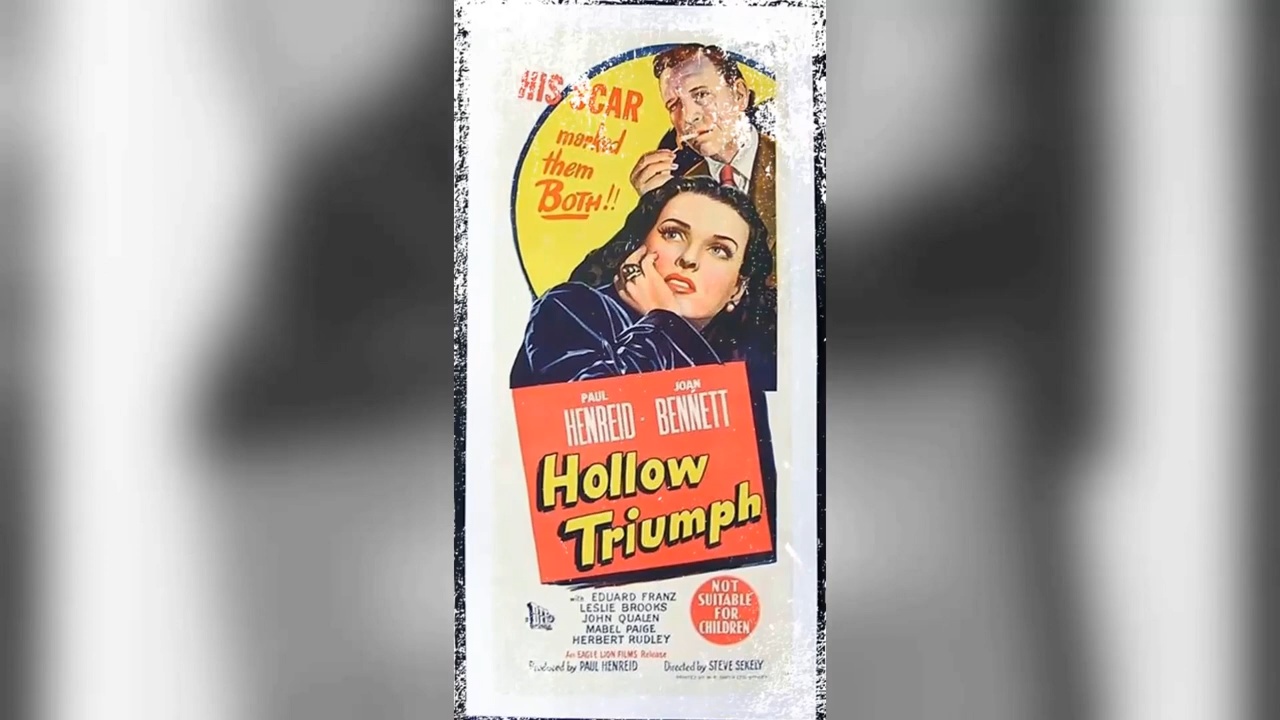 HIS SCAR
marked
them
BOTH!!
PAUL
HENREID
JOAN
BENNETT
Hollow
Triumph
with EDUARD FRANZ
LESLIE BROOKS
JOHN QUALEN
MABEL PAIGE
HERBERT RUDLEY
NOT
SUITABLE
FOR
CHILDREN
An EAGLE LION FILMS Release
Produced by PAUL HENREID
Directed by STEVE SEKELY